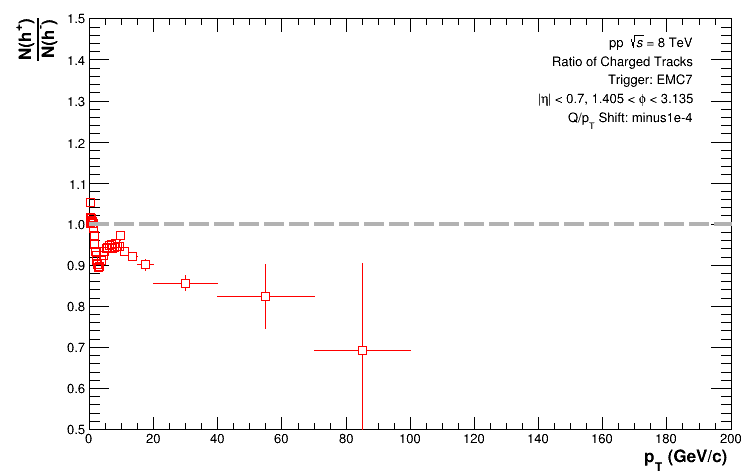 N(h⁺)
N(h⁻)
1.5
1.4
1.3
1.2
1.1
1.0
0.9
0.8
0.7
0.6
0.5
pp √s = 8 TeV
Ratio of Charged Tracks
Trigger: EMC7
|η| < 0.7, 1.405 < ϕ < 3.135
Q/p_T Shift: minus1e-4
0 20 40 60 80 100 120 140 160 180 200
p_T (GeV/c)